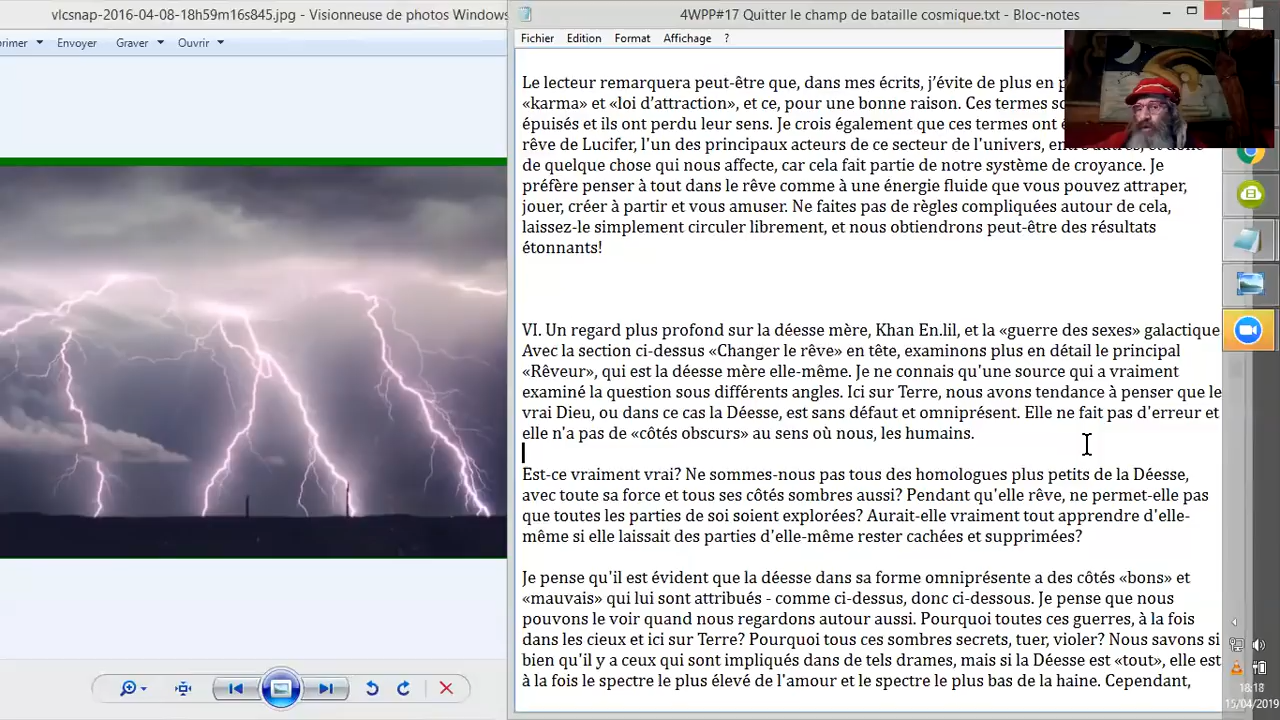 vlcsnap-2016-04-08-18h59m16s845.jpg - Visionneuse de photos Windows
4WPP#17 Quitter le champ de bataille cosmique.txt - Bloc-notes
primer Envoyer Graver Ouvrir
Fichier Edition Format Affichage ?
Le lecteur remarquera peut-être que, dans mes écrits, j'évite de plus en
«karma» et «loi d'attraction», et ce, pour une bonne raison. Ces termes
épuisés et ils ont perdu leur sens. Je crois également que ces termes ont
rêve de Lucifer, l'un des principaux acteurs de ce secteur de l'univers,
de quelque chose qui nous affecte, car cela fait partie de notre système de croyance. Je
préfère penser à tout dans le rêve comme à une énergie fluide que vous pouvez attraper,
jouer, créer à partir et vous amuser. Ne faites pas de règles compliquées autour de cela,
laissez-le simplement circuler librement, et nous obtiendrons peut-être des résultats
étonnants!
VI. Un regard plus profond sur la déesse mère, Khan En.lil, et la «guerre des sexes» galactique
Avec la section ci-dessus «Changer le rêve» en tête, examinons plus en détail le principal
«Rêveur», qui est la déesse mère elle-même. Je ne connais qu'une source qui a vraiment
examiné la question sous différents angles. Ici sur Terre, nous avons tendance à penser que le
vrai Dieu, ou dans ce cas la Déesse, est sans défaut et omniprésent. Elle ne fait pas d'erreur et
elle n'a pas de «côtés obscurs» au sens où nous, les humains.
Est-ce vraiment vrai? Ne sommes-nous pas tous des homologues plus petits de la Déesse,
avec toute sa force et tous ses côtés sombres aussi? Pendant qu'elle rêve, ne permet-elle pas
que toutes les parties de soi soient explorées? Aurait-elle vraiment tout apprendre d'elle-
même si elle laissait des parties d'elle-même rester cachées et supprimées?
Je pense qu'il est évident que la déesse dans sa forme omniprésente a des côtés «bons» et
«mauvais» qui lui sont attribués - comme ci-dessus, donc ci-dessous. Je pense que nous
pouvons le voir quand nous regardons autour aussi. Pourquoi toutes ces guerres, à la fois
dans les cieux et ici sur Terre? Pourquoi tous ces sombres secrets, tuer, violer? Nous savons si
bien qu'il y a ceux qui sont impliqués dans de tels drames, mais si la Déesse est «tout», elle est
à la fois le spectre le plus élevé de l'amour et le spectre le plus bas de la haine. Cependant,
18:18
15/04/2019